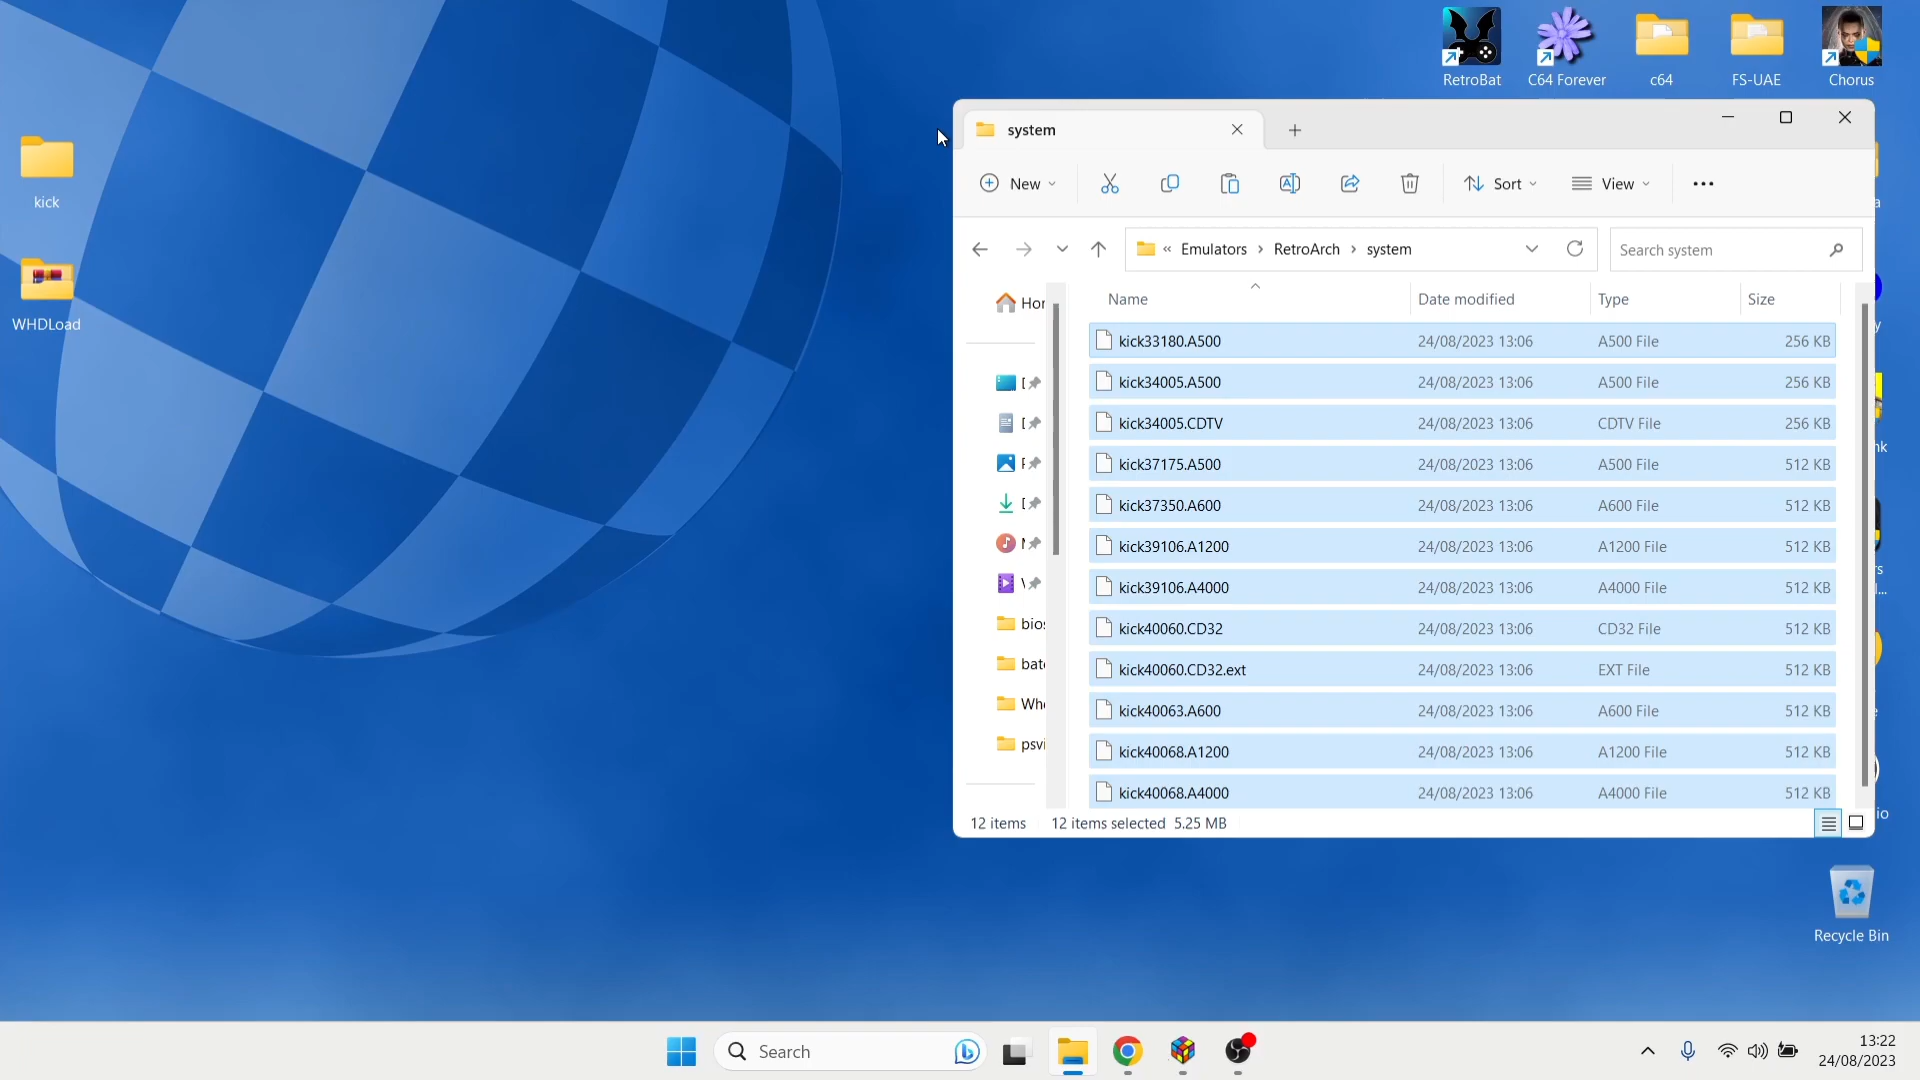 RetroBat
C64 Forever
c64
FS-UAE
Chorus
kick
WHDLoad
system
New
Sort
View
« Emulators › RetroArch › system
Search system
Name Date modified Type Size
kick33180.A500 24/08/2023 13:06 A500 File 256 KB
kick34005.A500 24/08/2023 13:06 A500 File 256 KB
kick34005.CDTV 24/08/2023 13:06 CDTV File 256 KB
kick37175.A500 24/08/2023 13:06 A500 File 512 KB
kick37350.A600 24/08/2023 13:06 A600 File 512 KB
kick39106.A1200 24/08/2023 13:06 A1200 File 512 KB
kick39106.A4000 24/08/2023 13:06 A4000 File 512 KB
kick40060.CD32 24/08/2023 13:06 CD32 File 512 KB
kick40060.CD32.ext 24/08/2023 13:06 EXT File 512 KB
kick40063.A600 24/08/2023 13:06 A600 File 512 KB
kick40068.A1200 24/08/2023 13:06 A1200 File 512 KB
kick40068.A4000 24/08/2023 13:06 A4000 File 512 KB
bios
psvi
12 items 12 items selected 5.25 MB
Recycle Bin
Search
13:22
24/08/2023